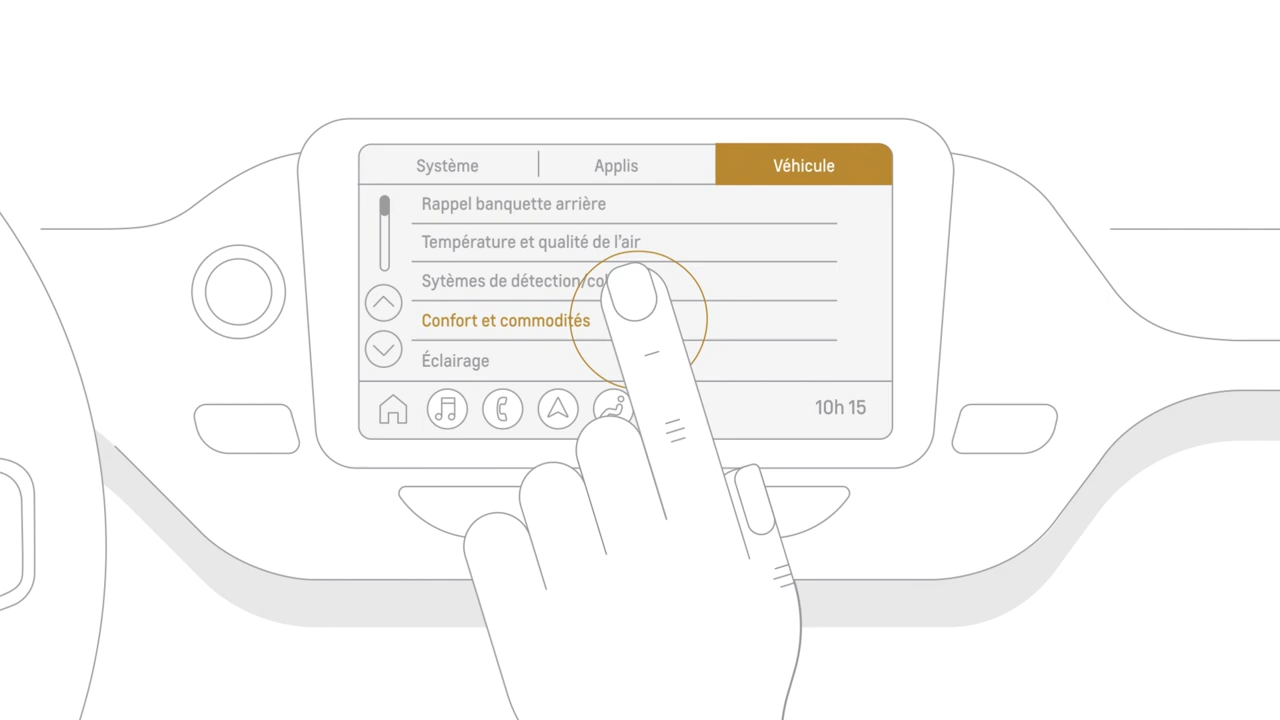 Système
Applis
Véhicule
Rappel banquette arrière
Température et qualité de l'air
Sytèmes de détection/
Confort et commodités
Éclairage
10h 15